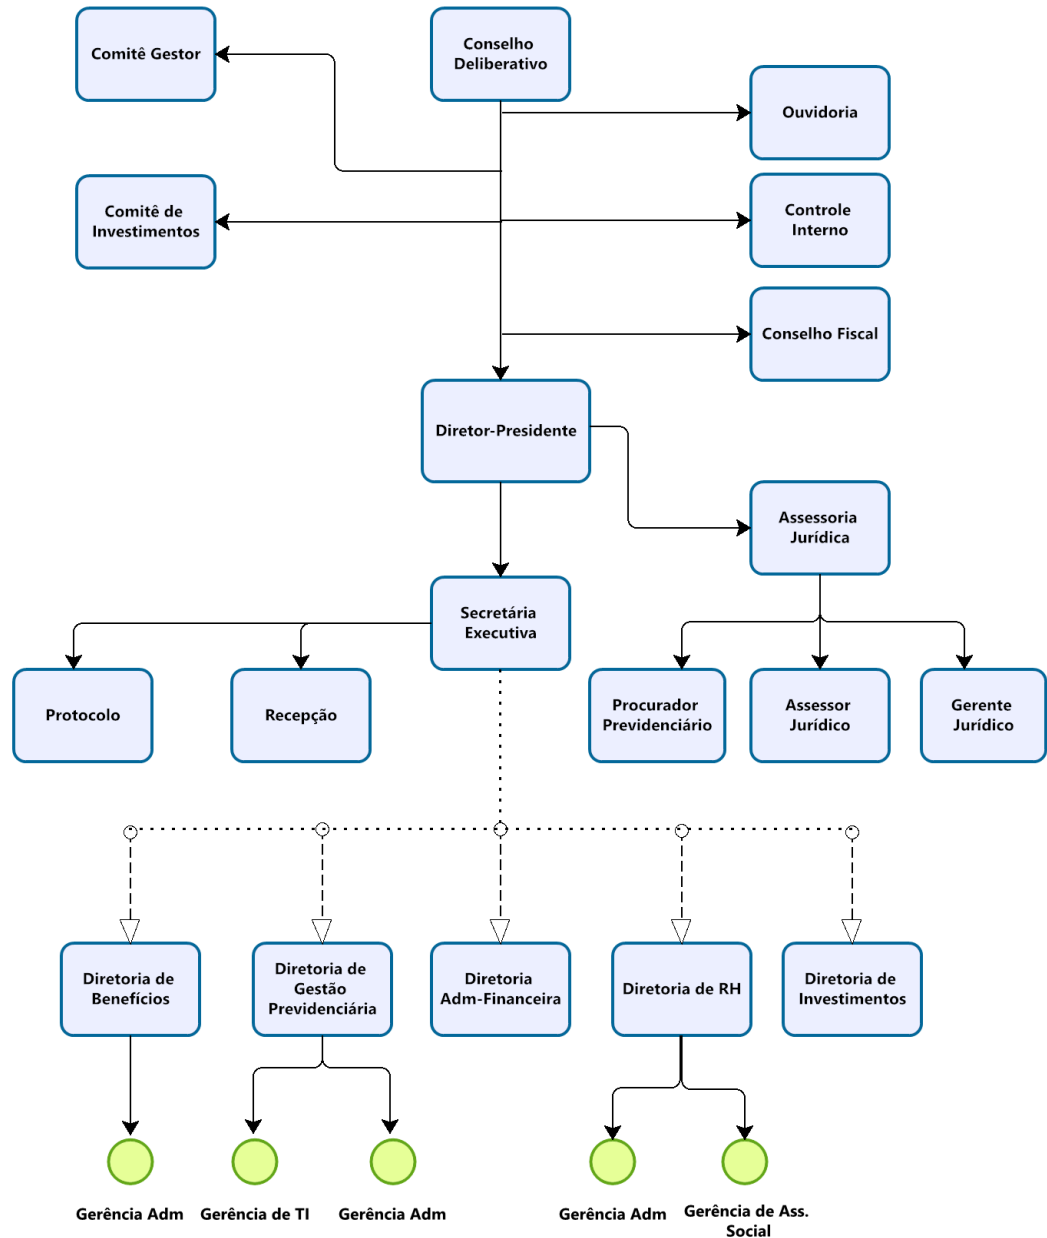 Comitê Gestor
Conselho
Deliberativo
Ouvidoria
Comitê de
Investimentos
Controle
Interno
Conselho Fiscal
Diretor-Presidente
Assessoria
Jurídica
Secretária
Executiva
Protocolo
Recepção
Procurador
Previdenciário
Assessor
Jurídico
Gerente
Jurídico
Diretoria de
Benefícios
Diretoria de
Gestão
Previdenciária
Diretoria
Adm-Financeira
Diretoria de RH
Diretoria de
Investimentos
Gerência Adm
Gerência de TI
Gerência Adm
Gerência Adm
Gerência de Ass.
Social